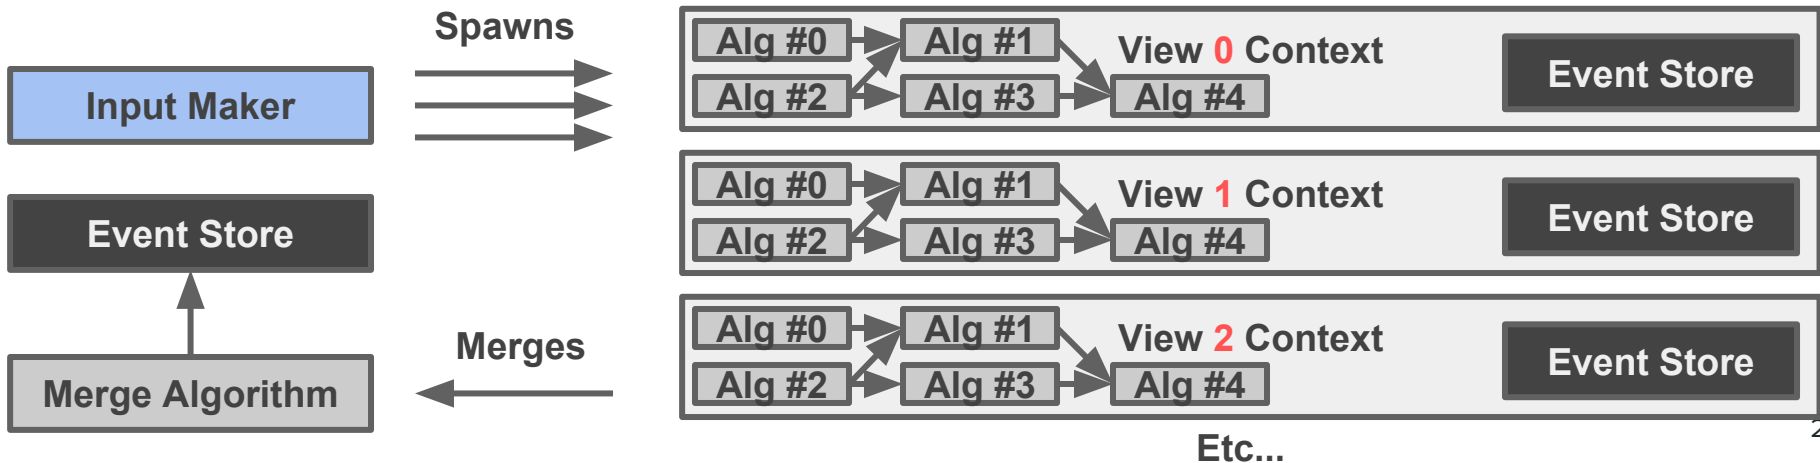 Spawns
Input Maker
Event Store
Merge Algorithm
Merges
Alg #0 Alg #1 View 0 Context
Alg #2 Alg #3 Alg #4
Event Store
Alg #0 Alg #1 View 1 Context
Alg #2 Alg #3 Alg #4
Event Store
Alg #0 Alg #1 View 2 Context
Alg #2 Alg #3 Alg #4
Event Store
Etc...